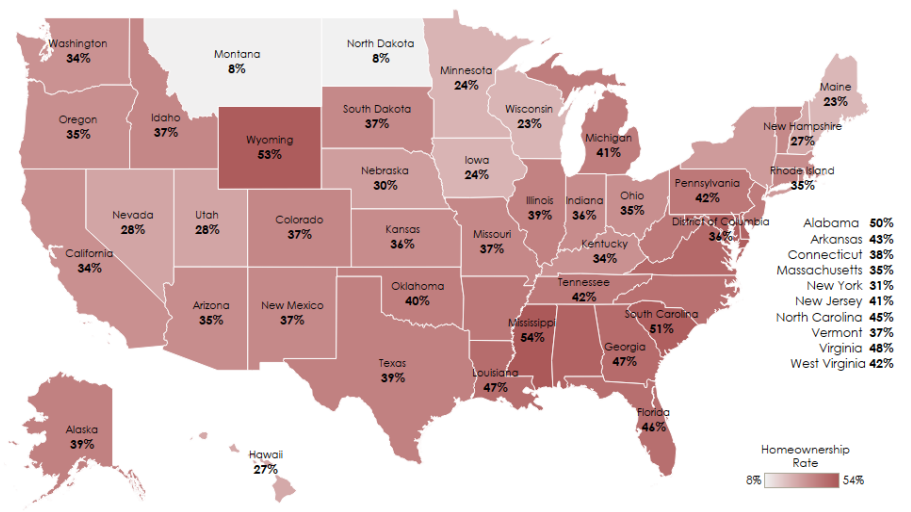 Washington
34%
Montana
8%
North Dakota
8%
Minnesota
24%
Maine
23%
Oregon
35%
Idaho
37%
South Dakota
37%
Wisconsin
23%
Wyoming
53%
Michigan
41%
New Hampshire
27%
Iowa
24%
Nebraska
30%
Rhode Island
35%
Pennsylvania
42%
Nevada
28%
Utah
28%
Colorado
37%
Kansas
36%
Missouri
37%
Illinois
39%
Indiana
36%
Ohio
35%
District of Columbia
36%
California
34%
Kentucky
34%
Arizona
35%
New Mexico
37%
Oklahoma
40%
Tennessee
42%
Mississippi
54%
South Carolina
51%
Georgia
47%
Texas
39%
Louisiana
47%
Florida
46%
Alaska
39%
Hawaii
27%
Alabama 50%
Arkansas 43%
Connecticut 38%
Massachusetts 35%
New York 31%
New Jersey 41%
North Carolina 45%
Vermont 37%
Virginia 48%
West Virginia 42%
Homeownership
Rate
8% 54%